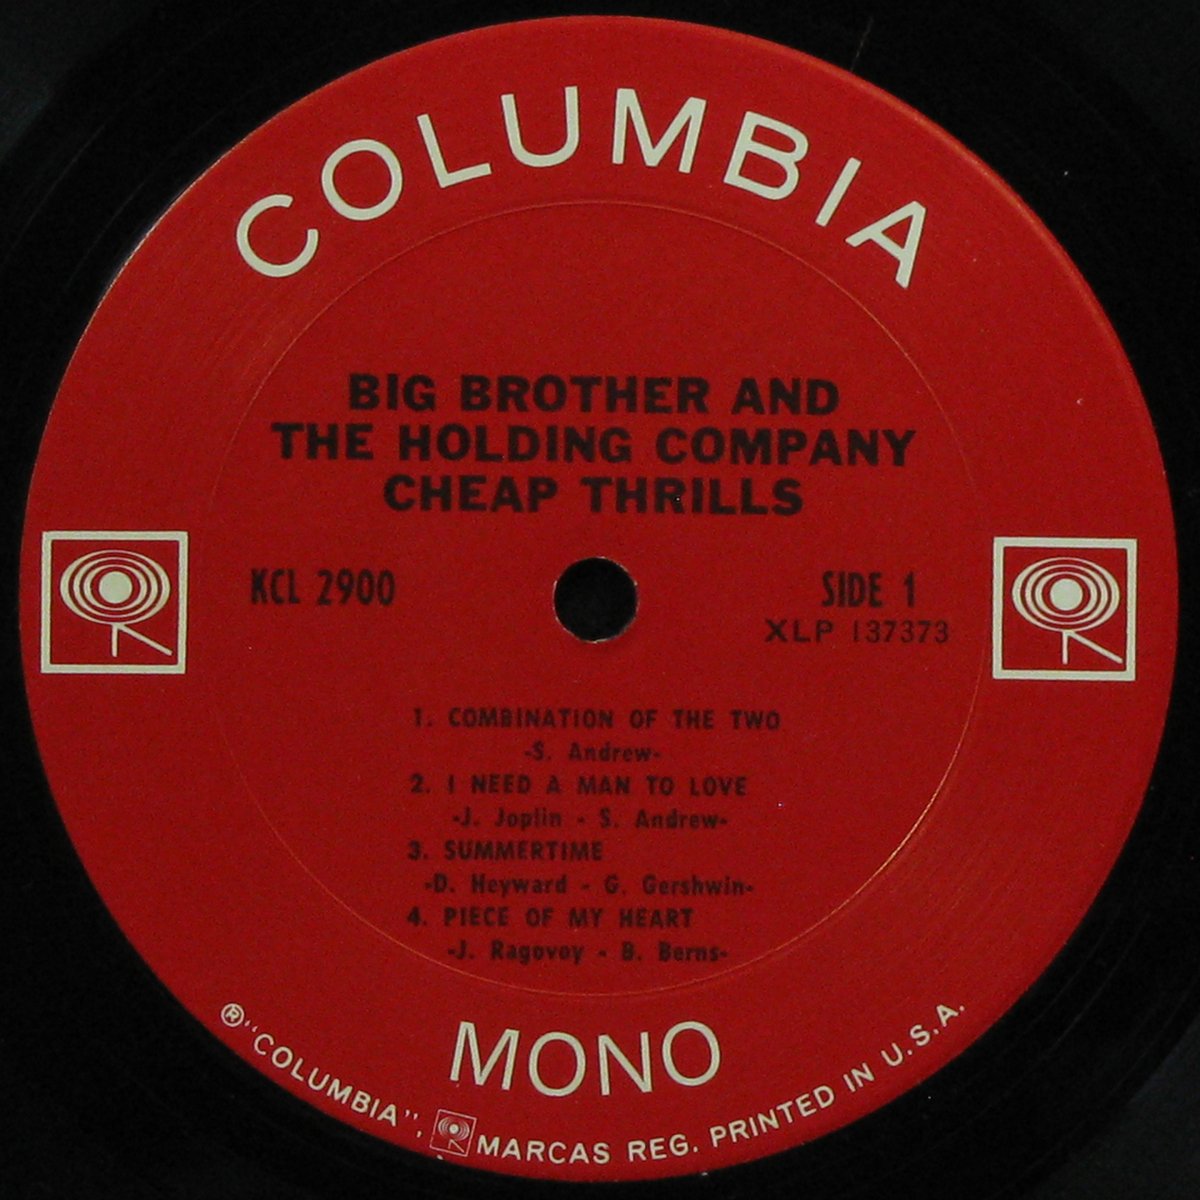 COLUMBIA
BIG BROTHER AND
THE HOLDING COMPANY
CHEAP THRILLS
KCL 2900
SIDE 1
XLP 137373
1. COMBINATION OF THE TWO
-S. Andrew-
2. I NEED A MAN TO LOVE
-J. Joplin - S. Andrew-
3. SUMMERTIME
-D. Heyward - G. Gershwin-
4. PIECE OF MY HEART
-J. Ragovoy - B. Berns-
MONO
®"COLUMBIA", MARCAS REG. PRINTED IN U.S.A.